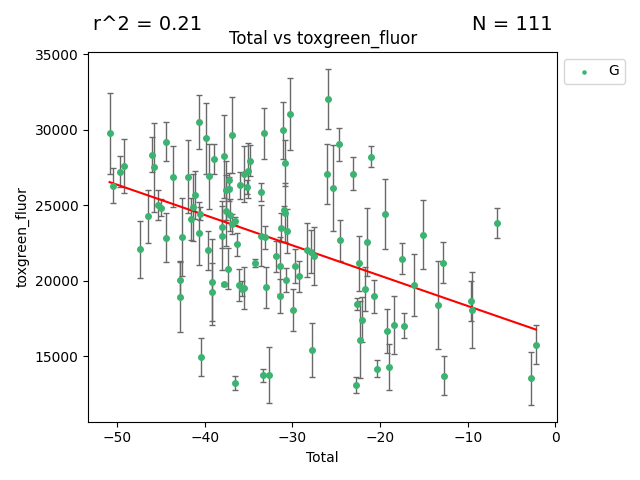 r^2 = 0.21 N = 111
Total vs toxgreen_fluor
G
35000
30000
25000
20000
15000
toxgreen_fluor
−50 −40 −30 −20 −10 0
Total